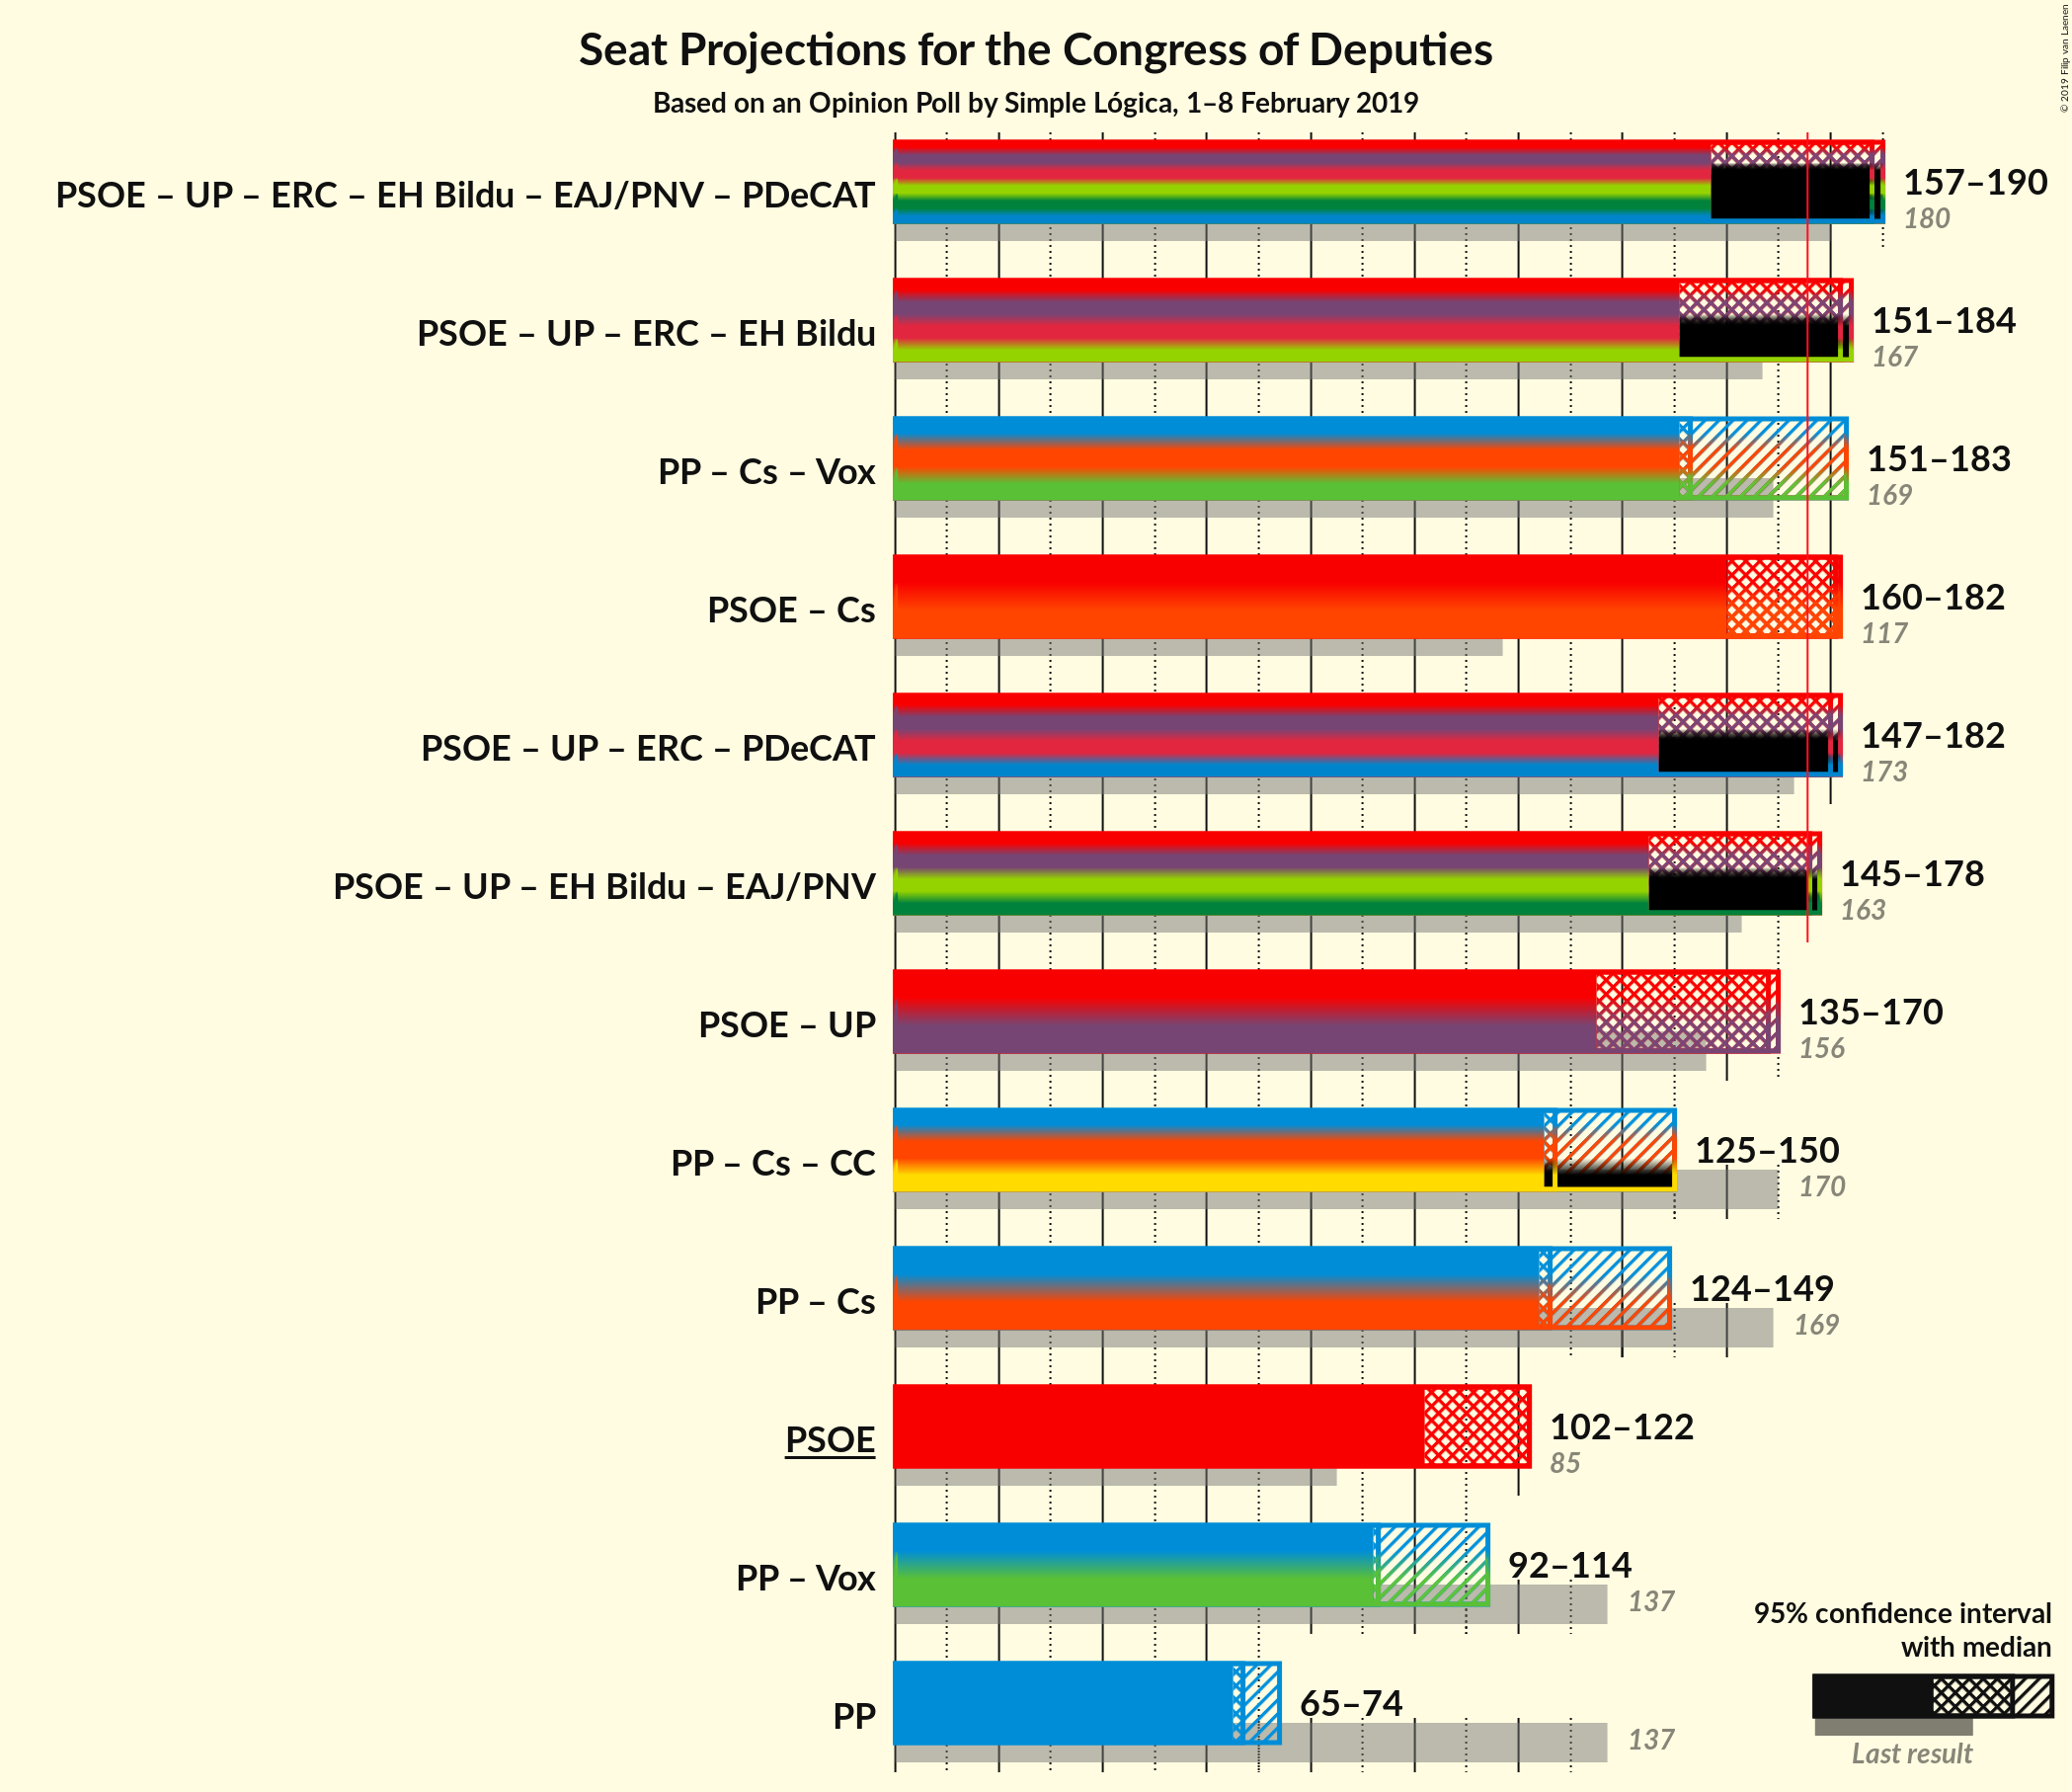 Seat Projections for the Congress of Deputies
Based on an Opinion Poll by Simple Lógica, 1–8 February 2019
© 2019 Filip van Laenen
PSOE – UP – ERC – EH Bildu – EAJ/PNV – PDeCAT
157–190
180
PSOE – UP – ERC – EH Bildu
151–184
167
PP – Cs – Vox
151–183
169
PSOE – Cs
160–182
117
PSOE – UP – ERC – PDeCAT
147–182
173
PSOE – UP – EH Bildu – EAJ/PNV
145–178
163
PSOE – UP
135–170
156
PP – Cs – CC
125–150
170
PP – Cs
124–149
169
PSOE
102–122
85
PP – Vox
92–114
137
PP
65–74
137
95% confidence interval
with median
Last result